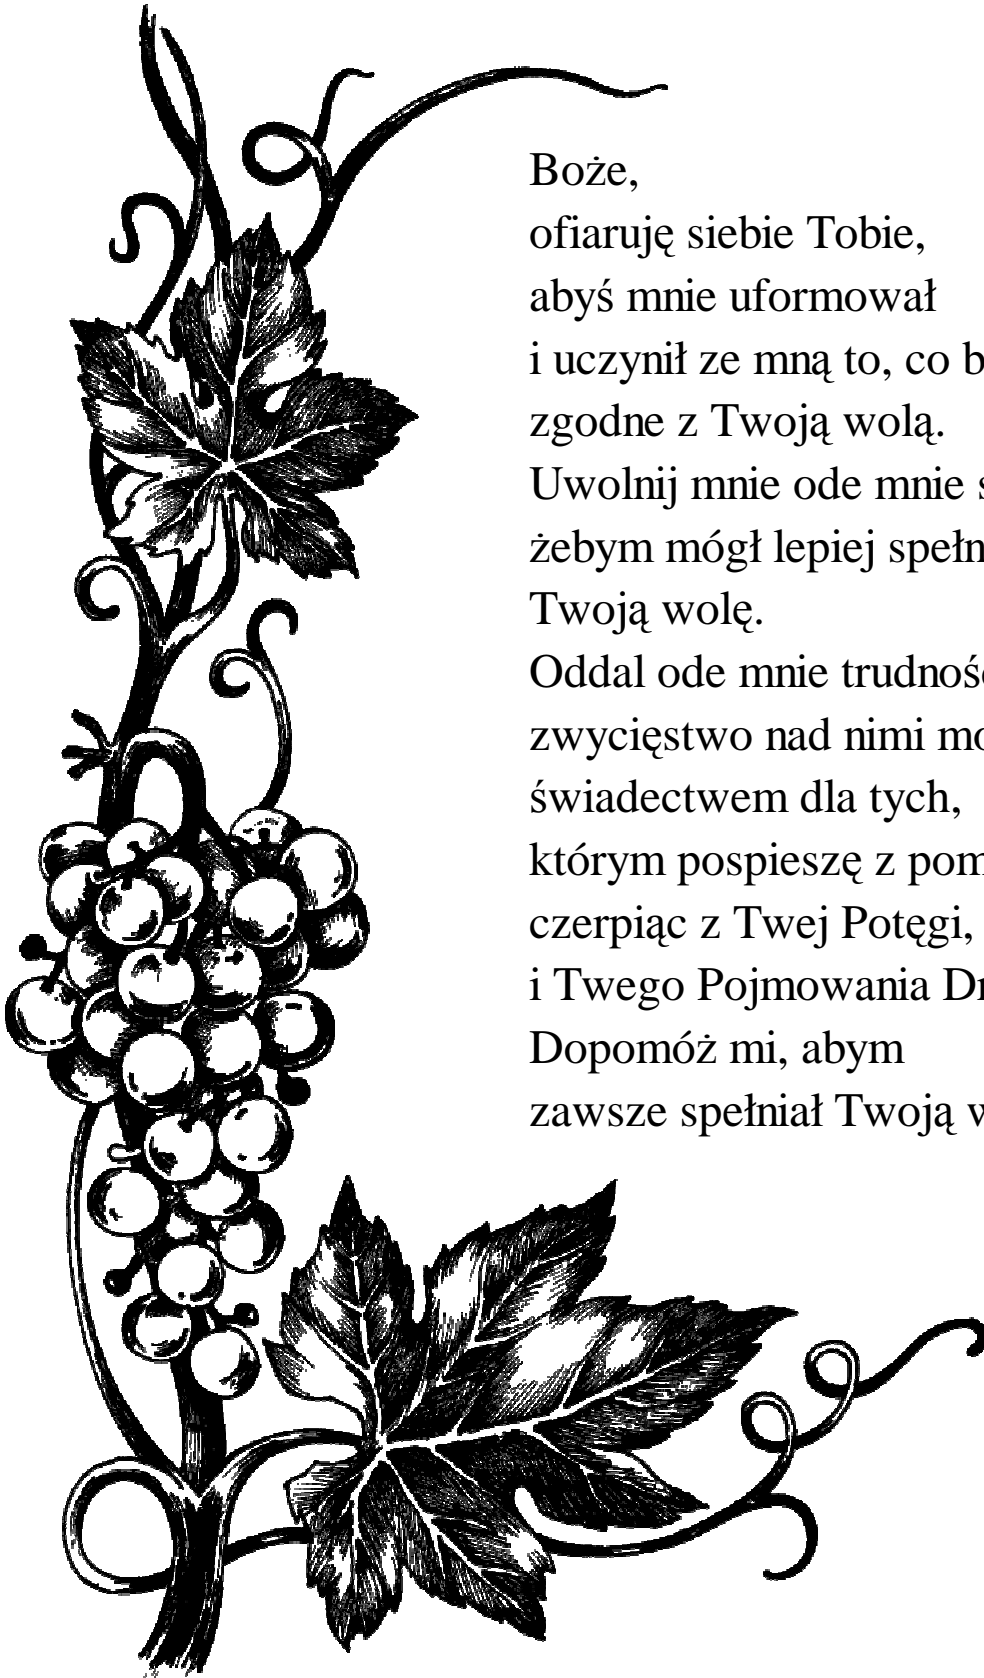 Boże,
ofiaruję siebie Tobie,
abyś mnie uformował
i uczynił ze mną to, co
zgodne z Twoją wolą.
Uwolnij mnie ode mnie
żebym mógł lepiej
Twoją wolę.
Oddal ode mnie
zwycięstwo nad nimi
świadectwem dla tych,
którym pospieszę z
czerpiąc z Twej Potęgi,
i Twego Pojmowania
Dopomóż mi, abym
zawsze spełniał Twoją